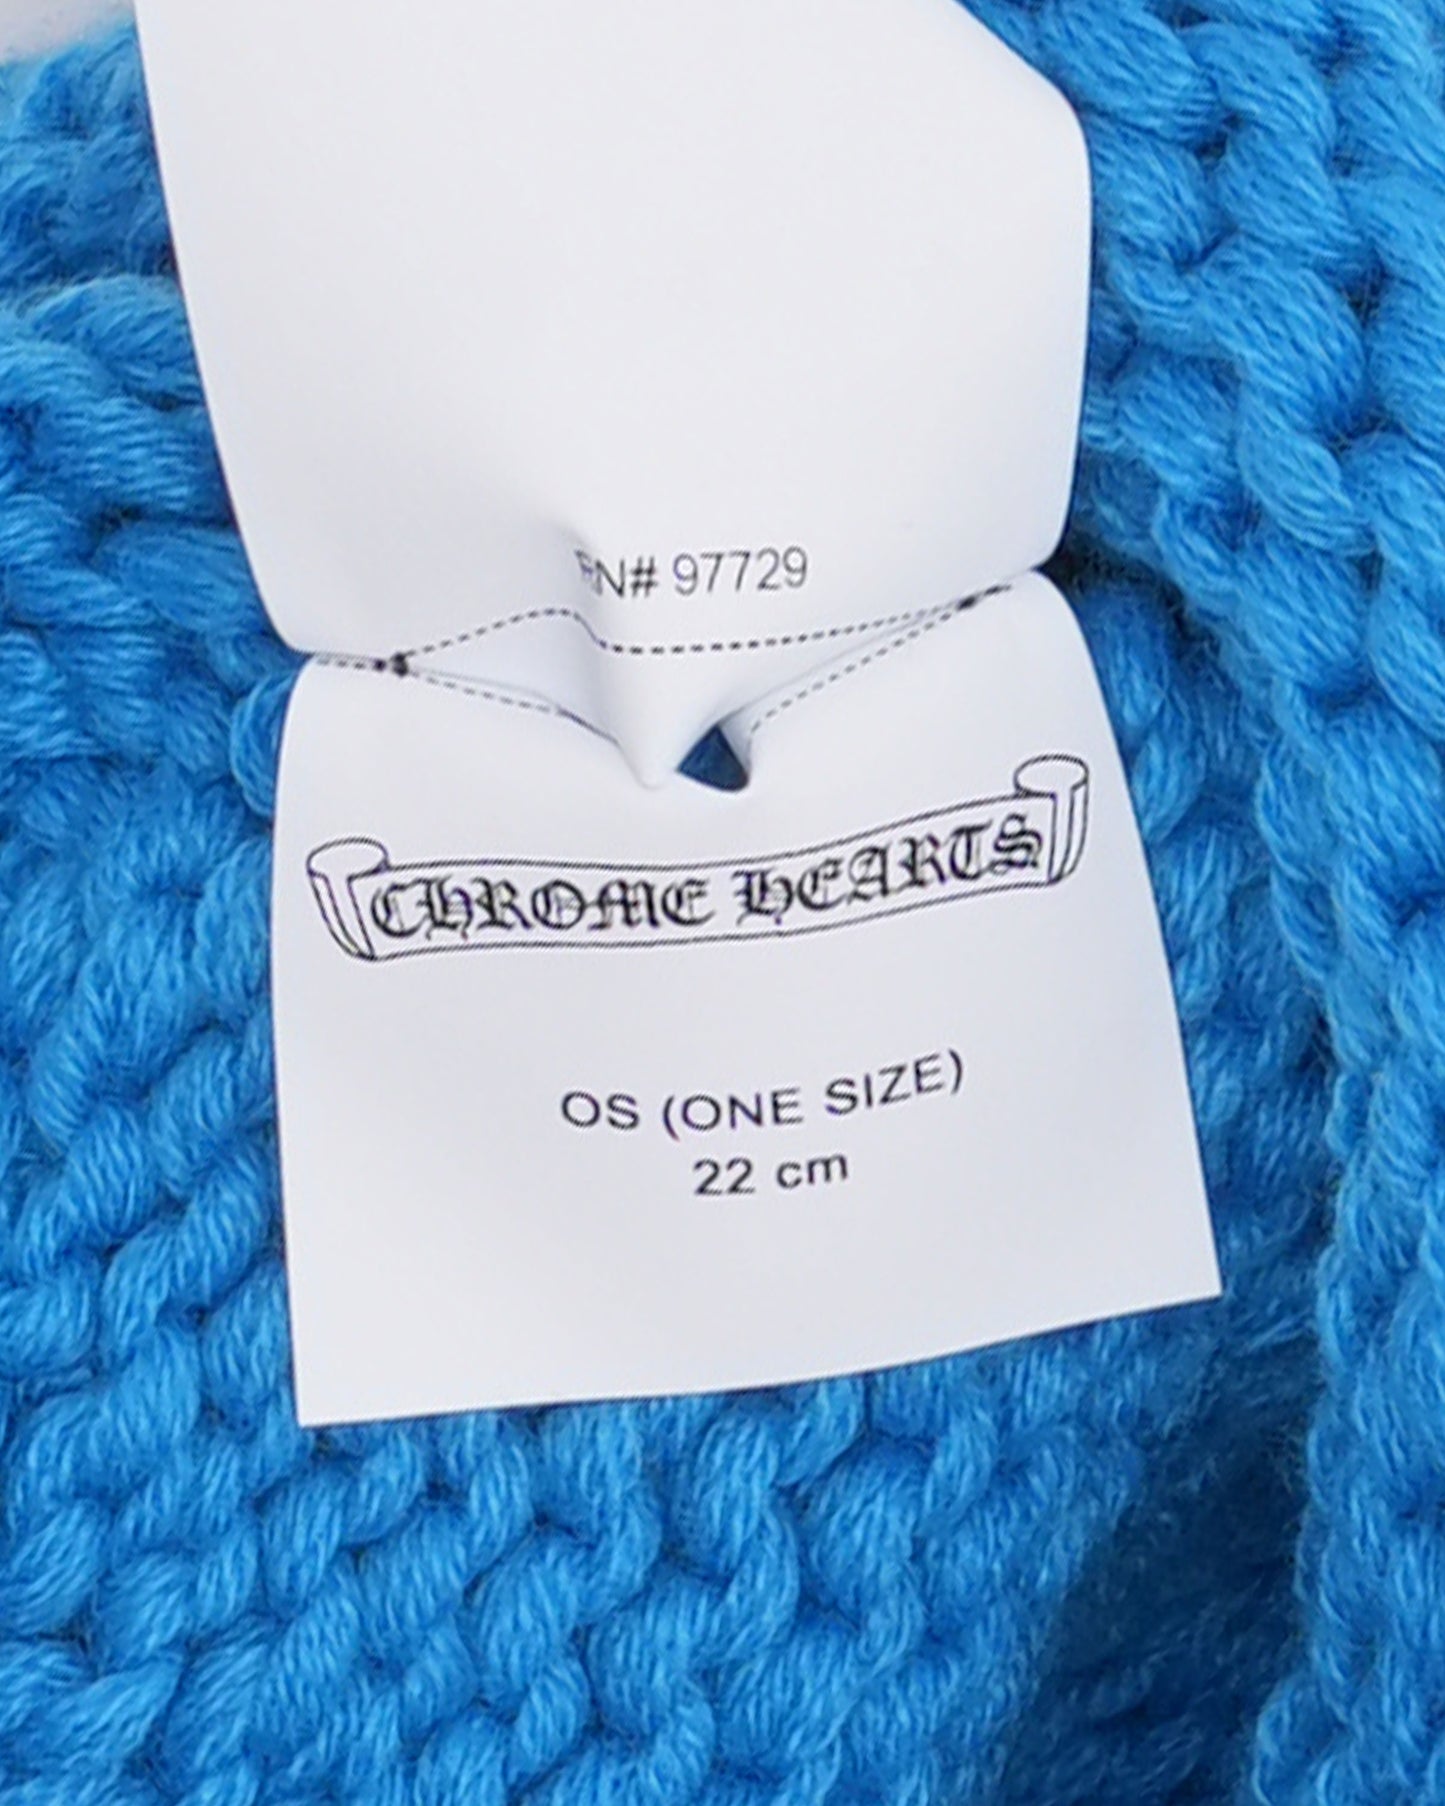 RN# 97729
CHROME HEARTS
OS (ONE SIZE)
22 cm